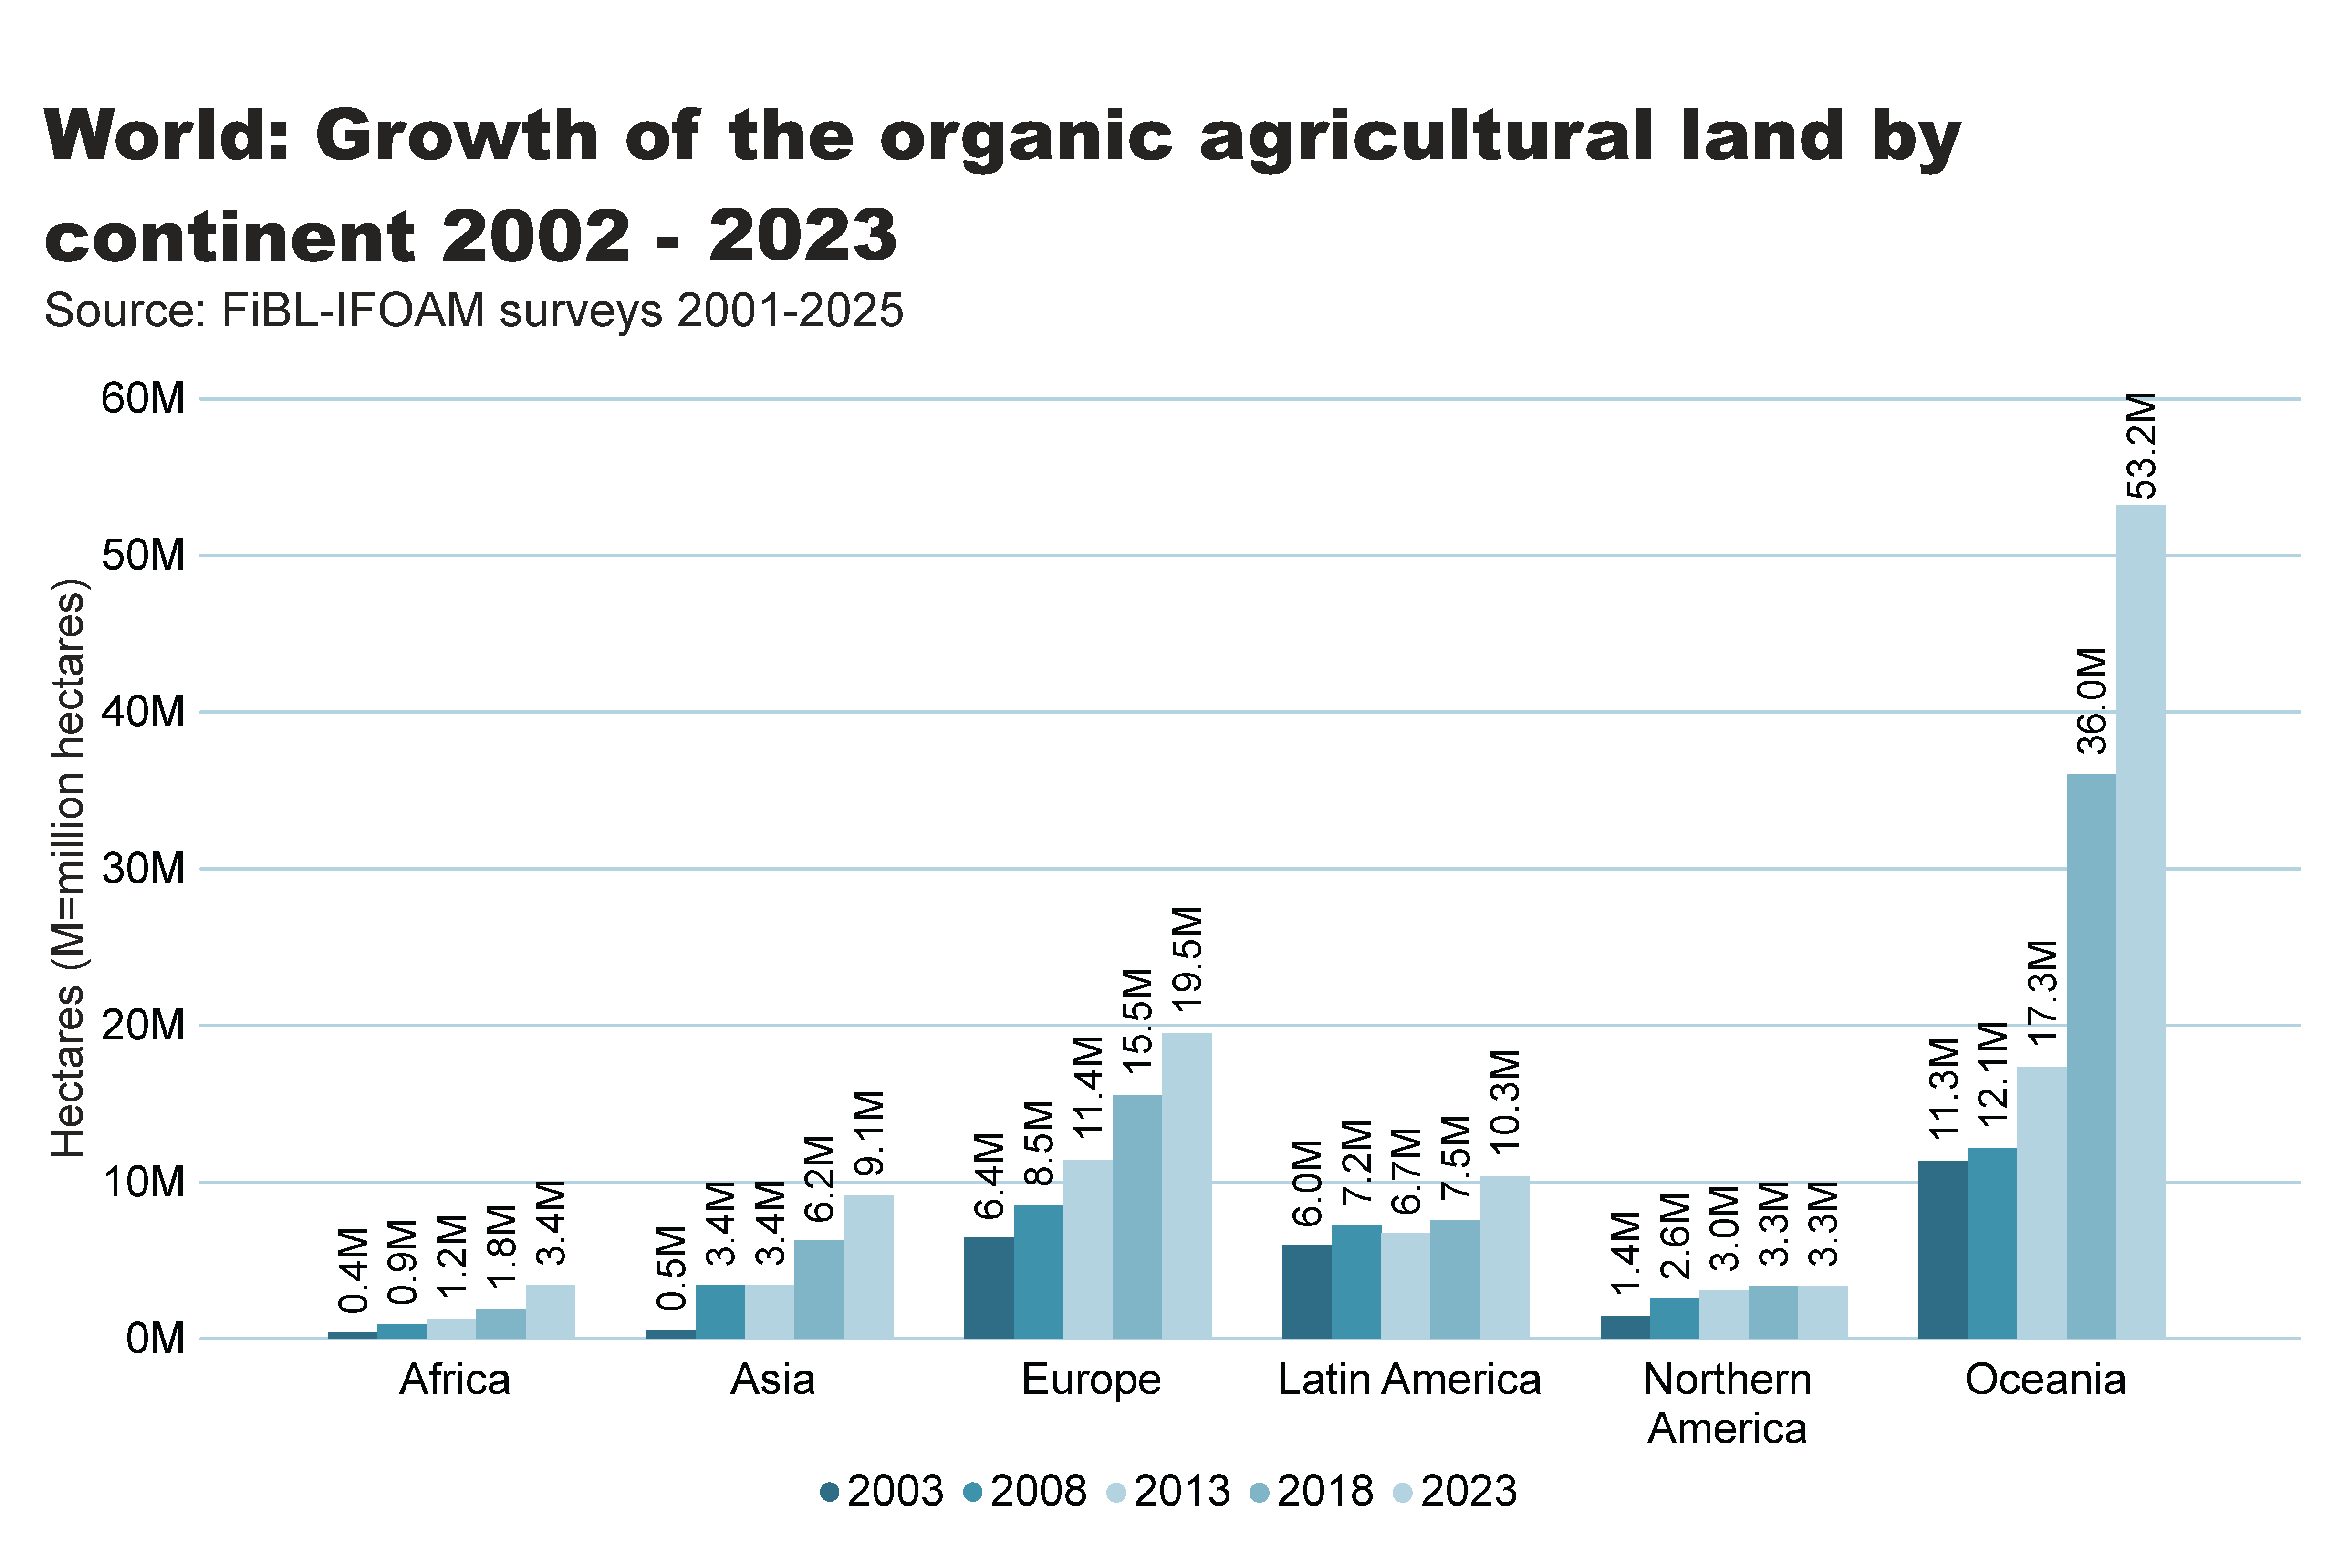 World: Growth of the organic agricultural land by
continent 2002 - 2023
Source: FiBL-IFOAM surveys 2001-2025
Hectares (M=million hectares)
60M
50M
40M
30M
20M
10M
0M
0.4M
0.9M
1.2M
1.8M
3.4M
0.5M
3.4M
3.4M
6.2M
9.1M
6.4M
8.5M
11.4M
15.5M
19.5M
6.0M
7.2M
6.7M
7.5M
10.3M
1.4M
2.6M
3.0M
3.3M
3.3M
11.3M
12.1M
17.3M
36.0M
53.2M
Africa
Asia
Europe
Latin America
Northern
America
Oceania
2003
2008
2013
2018
2023